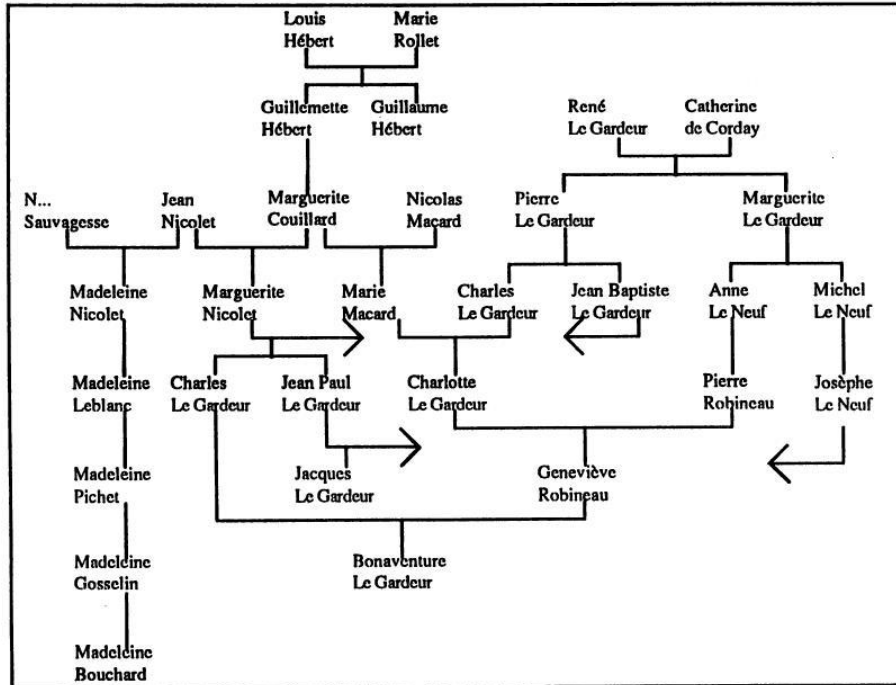 Louis Marie
Hébert Rollet
Guillemette Guillaume
Hébert Hébert
René Catherine
Le Gardeur de Corday
N... Jean Marguerite Nicolas Pierre Marguerite
Sauvagesse Nicolet Couillard Macard Le Gardeur Le Gardeur
Madeleine Marguerite Marie Charles Jean Baptiste Anne Michel
Nicolet Nicolet Macard Le Gardeur Le Gardeur Le Neuf Le Neuf
Madeleine Charles Jean Paul Charlotte Pierre Josèphe
Leblanc Le Gardeur Le Gardeur Le Gardeur Robineau Le Neuf
Madeleine Jacques Geneviève
Pichet Le Gardeur Robineau
Madeleine Bonaventure
Gosselin Le Gardeur
Madeleine
Bouchard